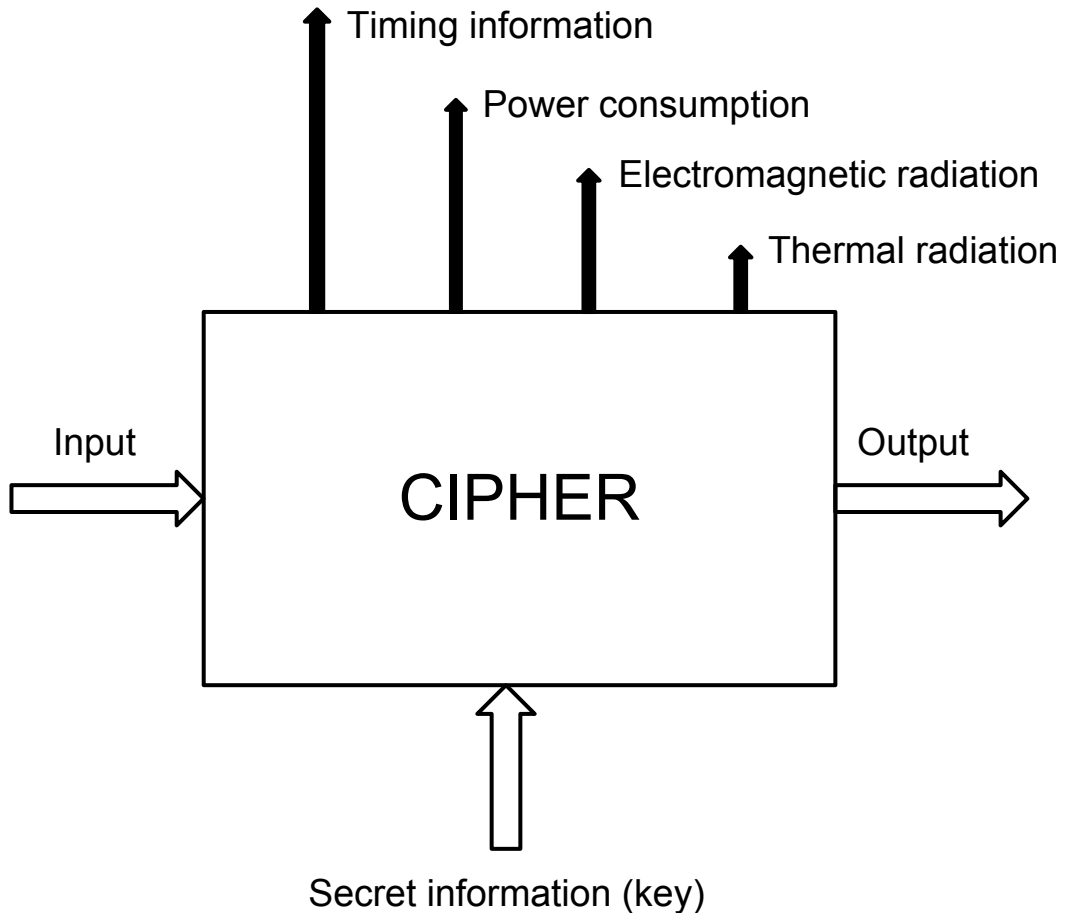 Timing information
Power consumption
Electromagnetic radiation
Thermal radiation
Input
Output
CIPHER
Secret information (key)